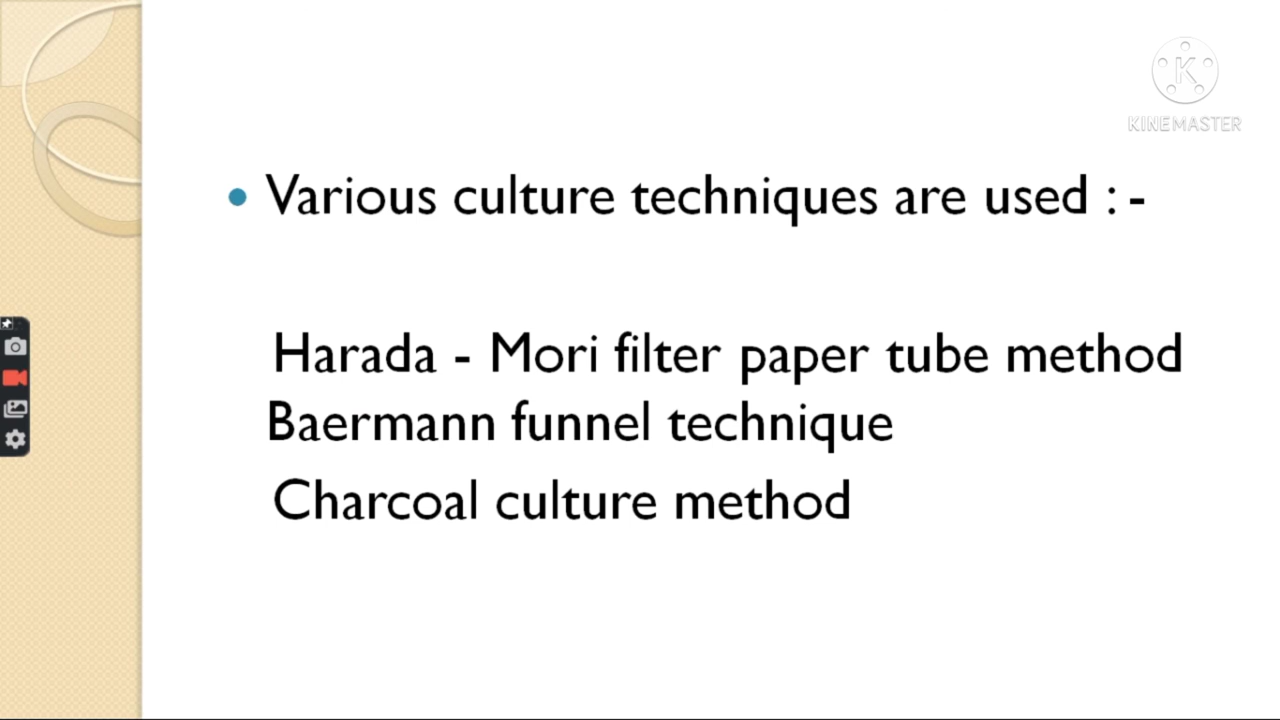 K
KINEMASTER
• Various culture techniques are used : -
Harada - Mori filter paper tube method
Baermann funnel technique
Charcoal culture method